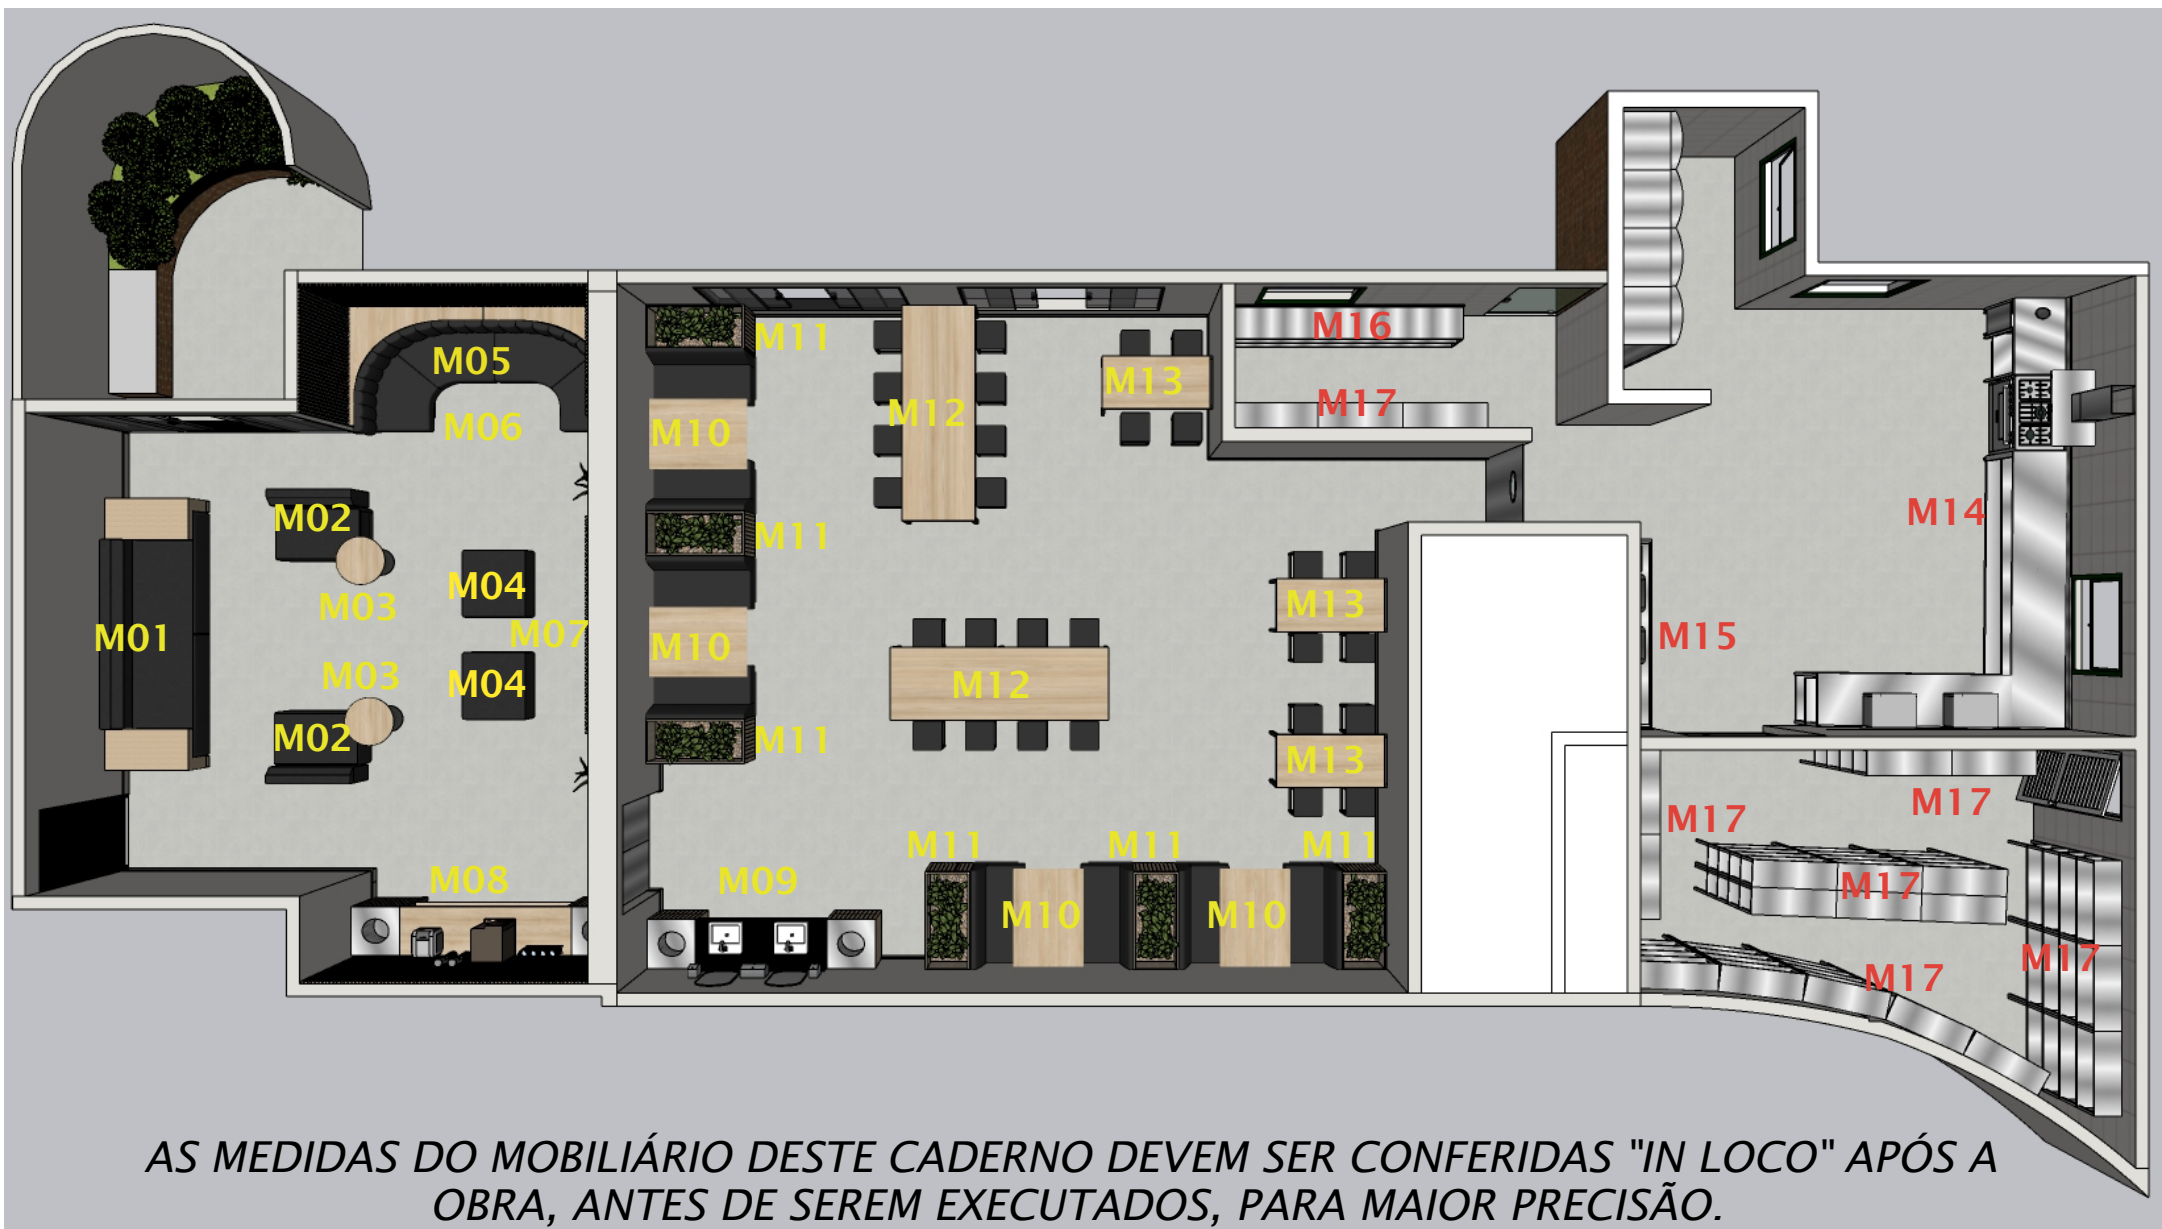 M11
M16
M05
M13
M17
M12
M06
M10
M02
M14
M11
M04
M03
M13
M07
M01
M15
M10
M03
M04
M12
M02
M11
M13
M17
M17
M11
M11
M11
M08
M09
M17
M10
M10
M17
M17
AS MEDIDAS DO MOBILIÁRIO DESTE CADERNO DEVEM SER CONFERIDAS "IN LOCO" APÓS A
OBRA, ANTES DE SEREM EXECUTADOS, PARA MAIOR PRECISÃO.